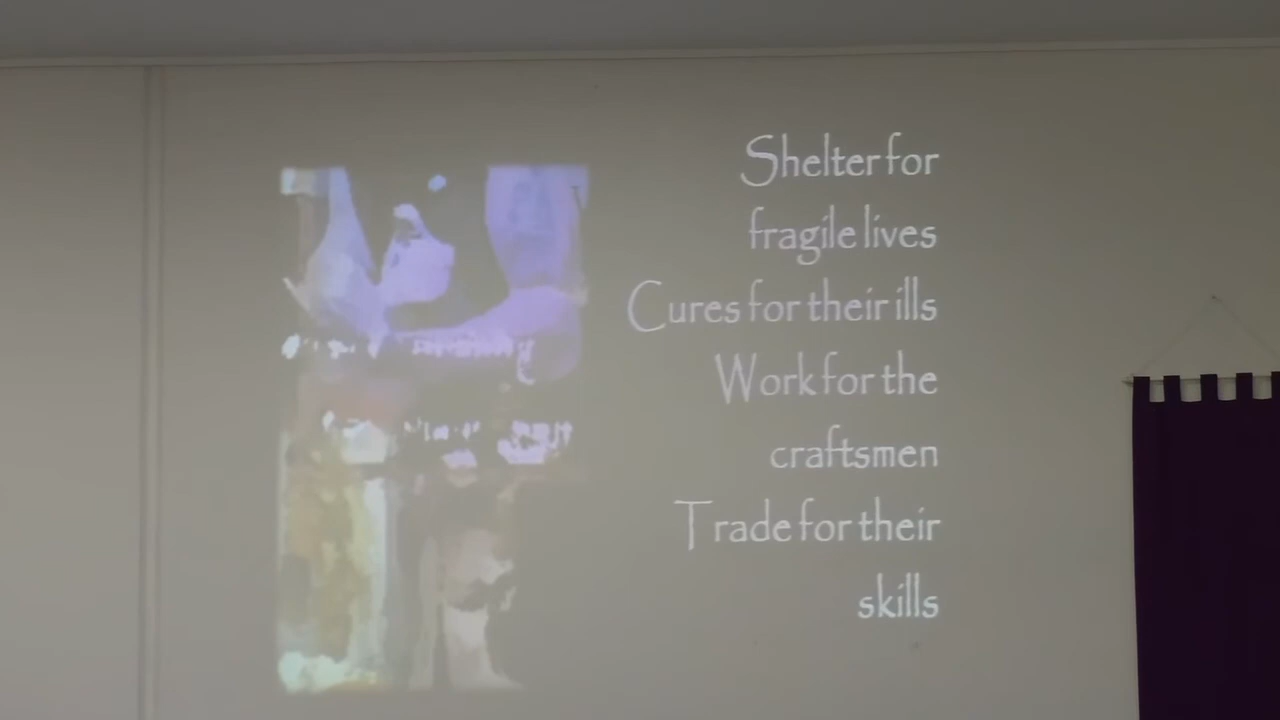 Shelter for
fragile lives
Cures for their ills
Work for the
craftsmen
Trade for their
skills